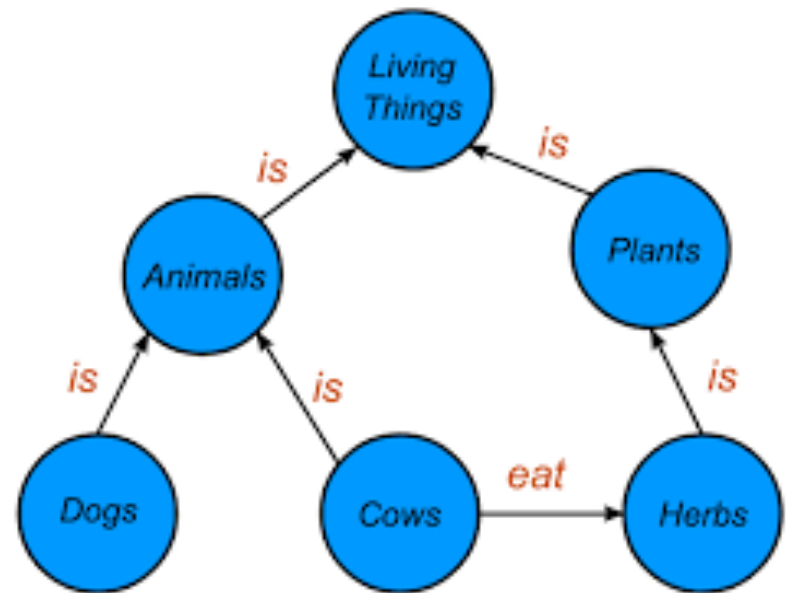 Living
Things
is
is
Animals
Plants
is
is
is
eat
Dogs
Cows
Herbs